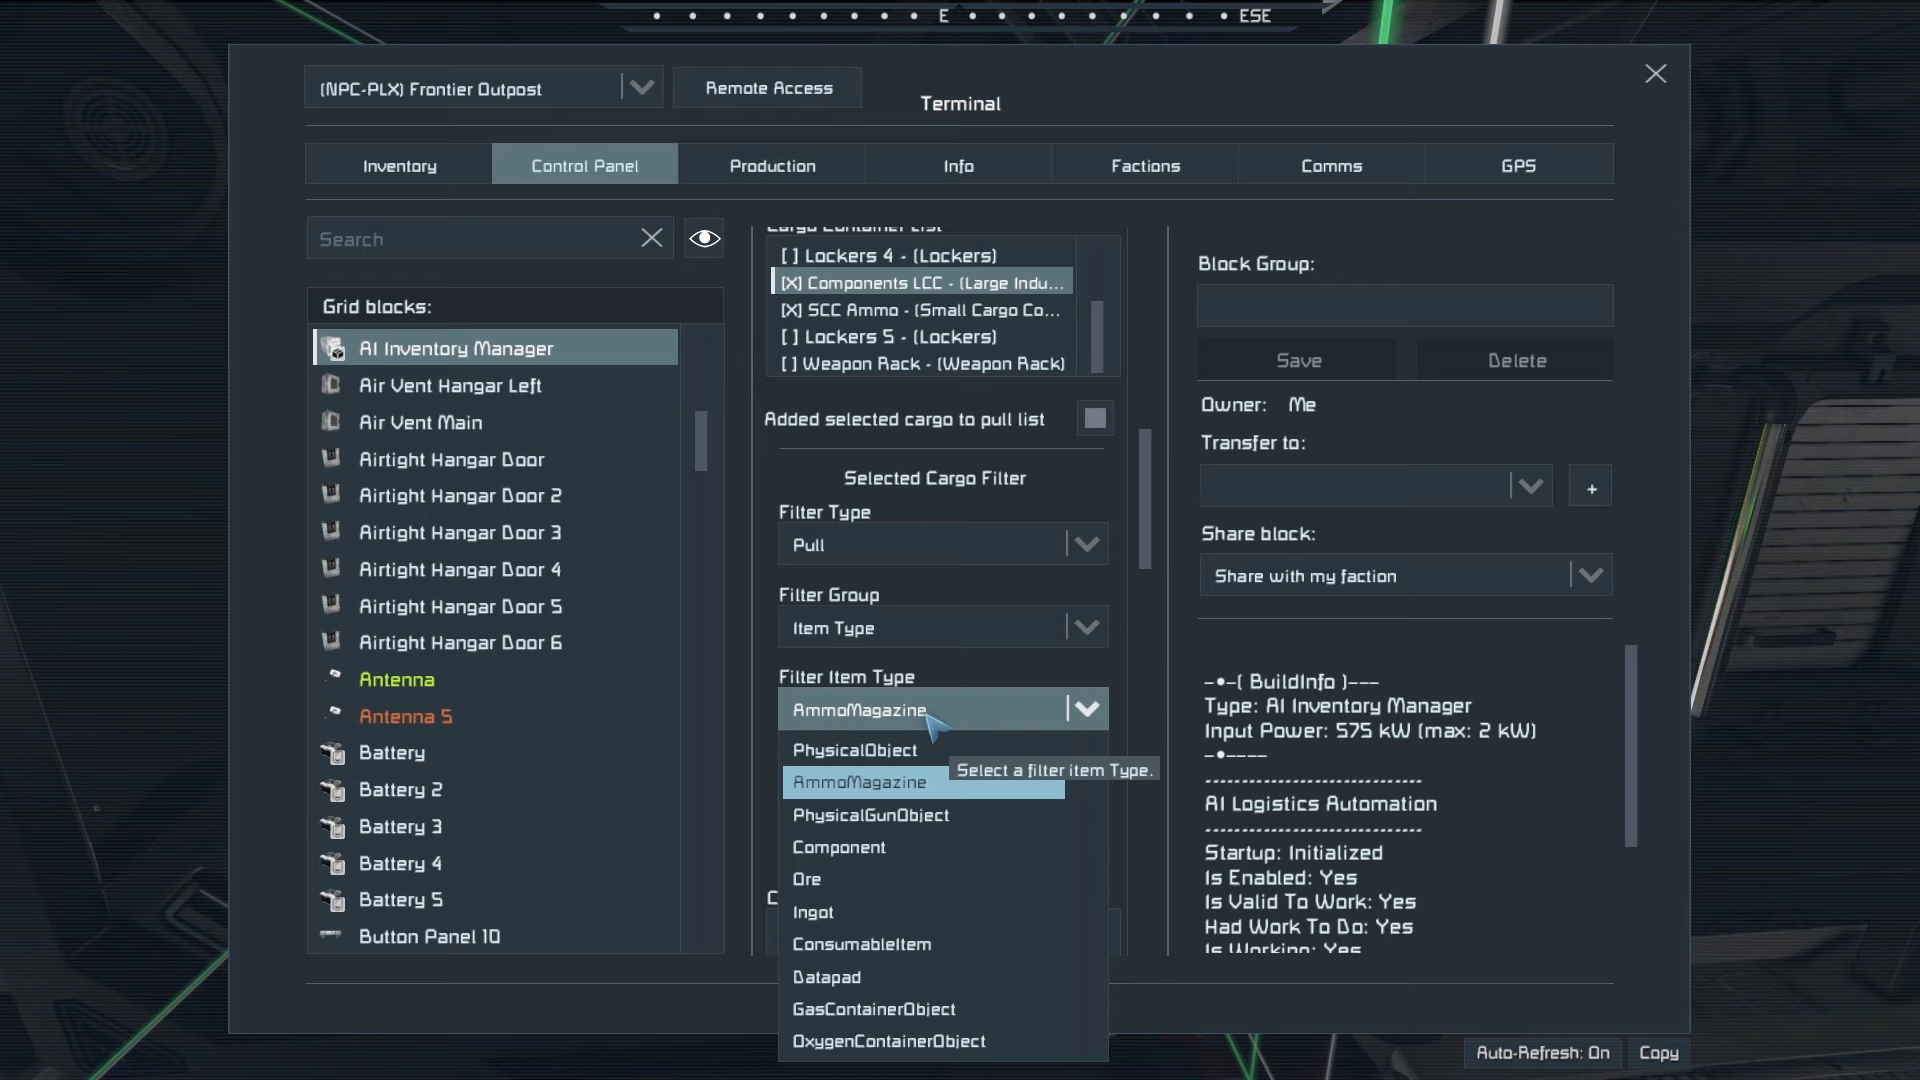 E
ESE
(NPC-PLX) Frontier Outpost
Remote Access
Terminal
Inventory
Control Panel
Production
Info
Factions
Comms
GPS
Search
Grid blocks:
AI Inventory Manager
Air Vent Hangar Left
Air Vent Main
Airtight Hangar Door
Airtight Hangar Door 2
Airtight Hangar Door 3
Airtight Hangar Door 4
Airtight Hangar Door 5
Airtight Hangar Door 6
Antenna
Antenna 5
Battery
Battery 2
Battery 3
Battery 4
Battery 5
Button Panel 10
Cargo Container List
[ ] Lockers 4 - (Lockers)
[X] Components LCC - (Large Indu...
[X] SCC Ammo - (Small Cargo Co...
[ ] Lockers 5 - (Lockers)
[ ] Weapon Rack - (Weapon Rack)
Added selected cargo to pull list
Selected Cargo Filter
Filter Type
Pull
Filter Group
Item Type
Filter Item Type
AmmoMagazine
PhysicalObject
Select a filter item Type.
AmmoMagazine
PhysicalGunObject
Component
Ore
Ingot
ConsumableItem
Datapad
GasContainerObject
OxygenContainerObject
Block Group:
Save
Delete
Owner: Me
Transfer to:
+
Share block:
Share with my faction
-•-( BuildInfo )---
Type: AI Inventory Manager
Input Power: 575 kW (max: 2 kW)
-•----
-----------------------------
AI Logistics Automation
-----------------------------
Startup: Initialized
Is Enabled: Yes
Is Valid To Work: Yes
Had Work To Do: Yes
Is Working: Yes
Auto-Refresh: On
Copy